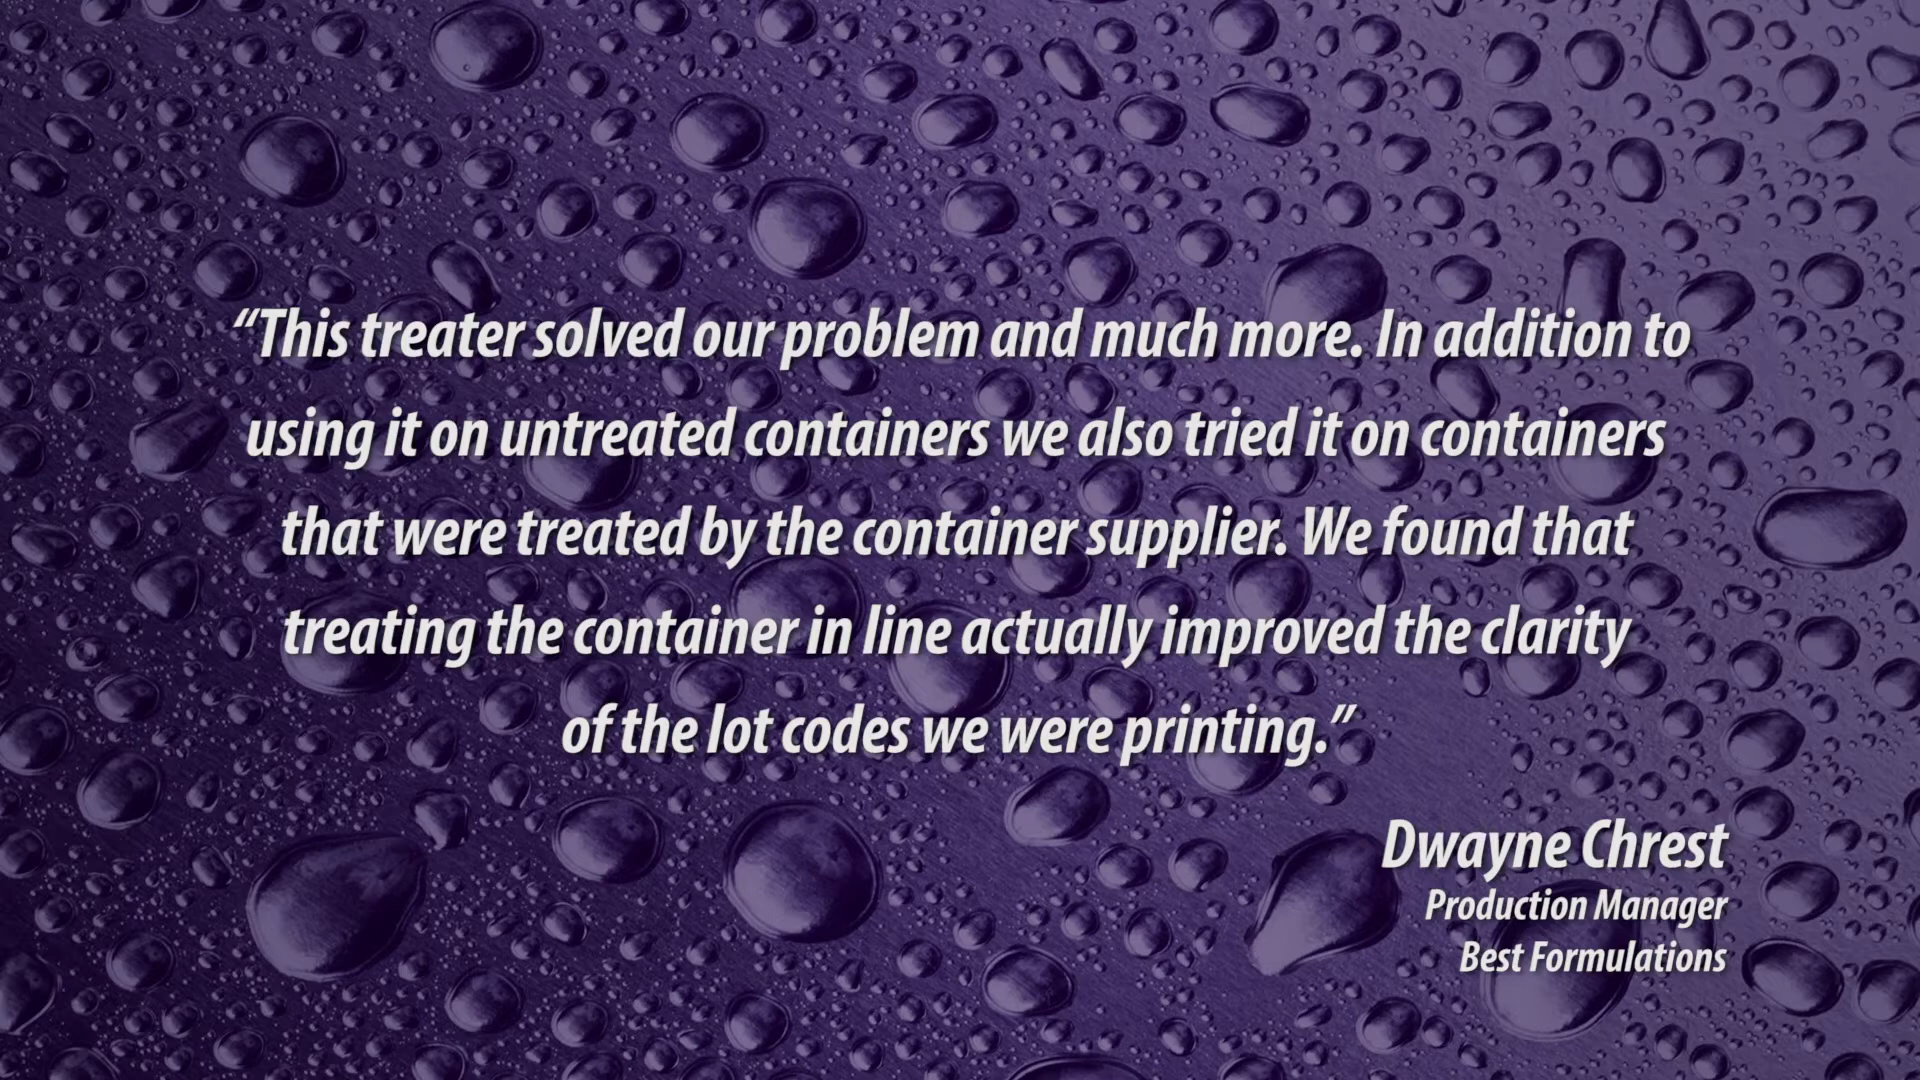 “This treater solved our problem and much more. In addition to
using it on untreated containers we also tried it on containers
that were treated by the container supplier. We found that
treating the container in line actually improved the clarity
of the lot codes we were printing.”
Dwayne Chrest
Production Manager
Best Formulations